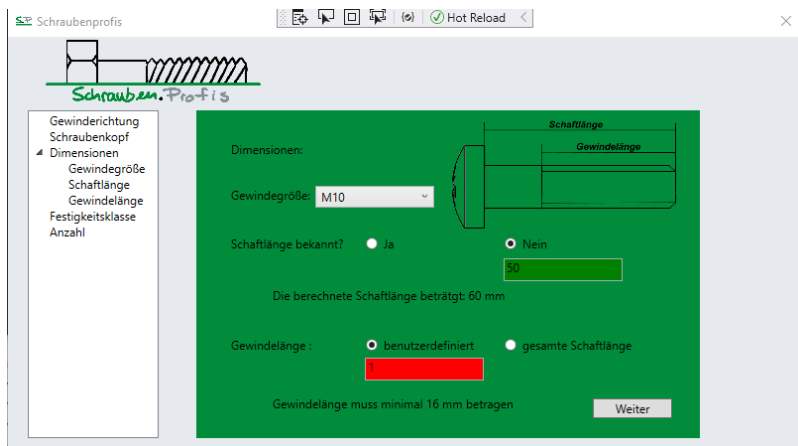 Schraubenprofis
Hot Reload
Schrauben.Profis
Gewinderichtung
Schraubenkopf
Dimensionen
Gewindegröße
Schaftlänge
Gewindelänge
Festigkeitsklasse
Anzahl
Schaftlänge
Gewindelänge
Dimensionen:
Gewindegröße: M10
Schaftlänge bekannt? Ja Nein
50
Die berechnete Schaftlänge beträtgt: 60 mm
Gewindelänge : benutzerdefiniert gesamte Schaftlänge
1
Gewindelänge muss minimal 16 mm betragen
Weiter